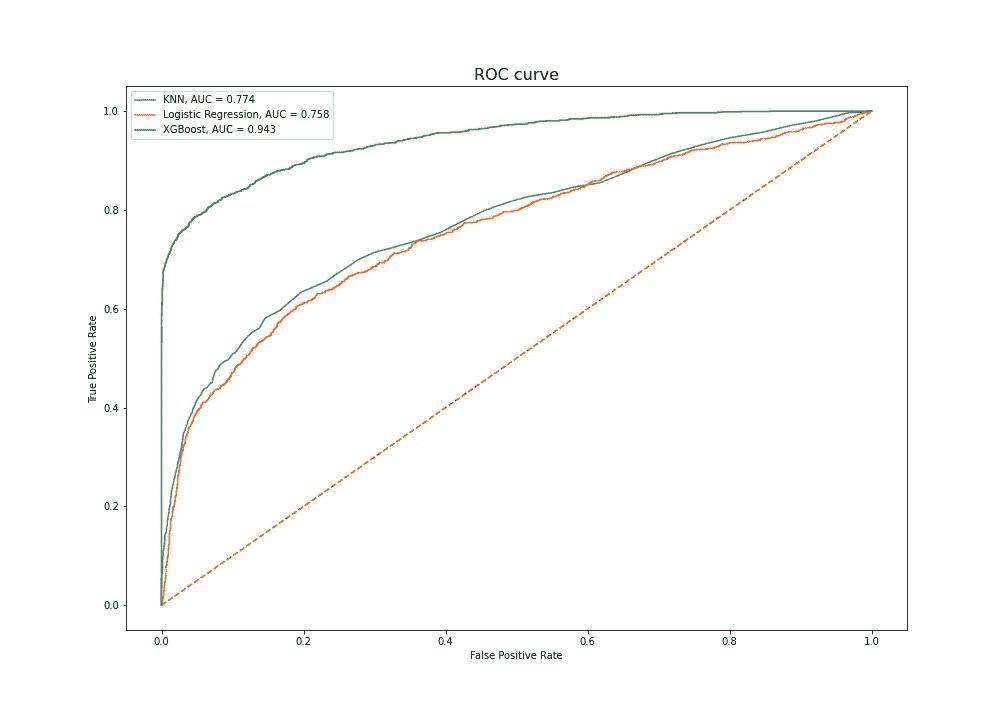 ROC curve
KNN, AUC = 0.774
Logistic Regression, AUC = 0.758
XGBoost, AUC = 0.943
1.0
0.8
0.6
0.4
0.2
0.0
True Positive Rate
0.0 0.2 0.4 0.6 0.8 1.0
False Positive Rate